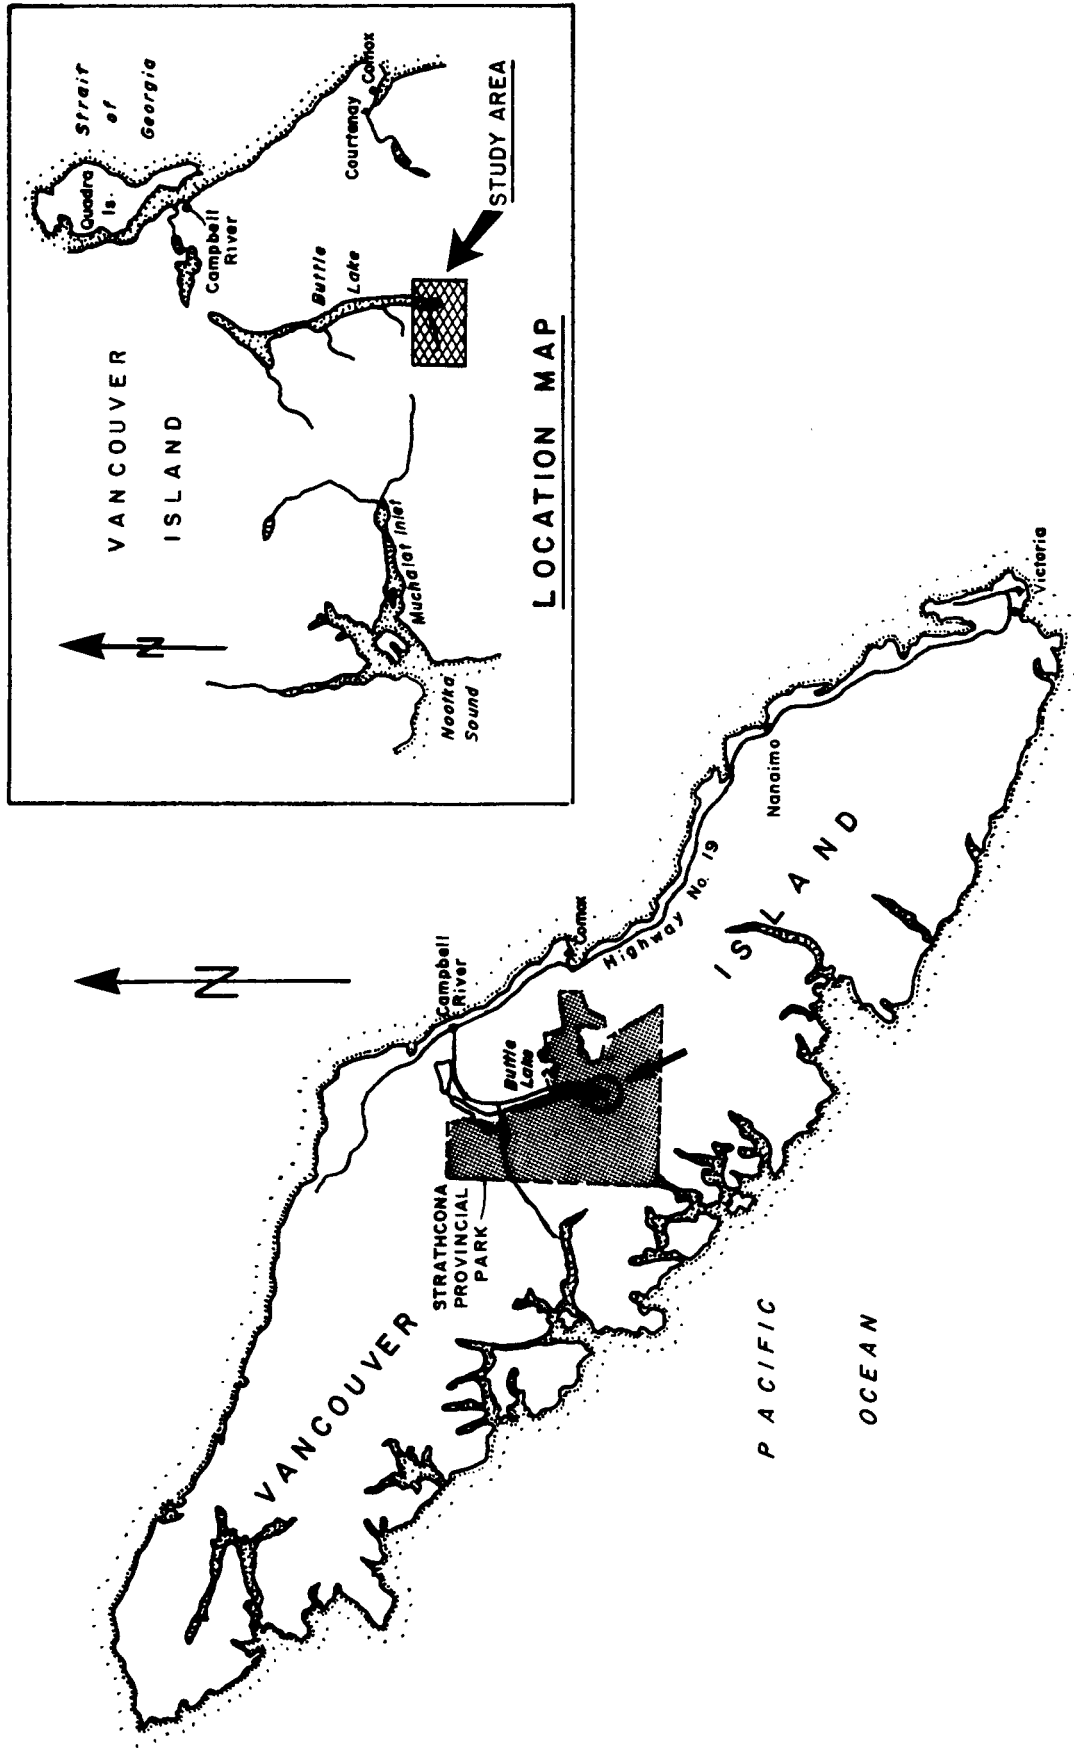 VANCOUVER
ISLAND
Strait
of
Georgia
Quadra
Is.
Campbell
River
Courtenay
Comox
Buttle
Lake
STUDY AREA
N
Muchalat Inlet
Nootka
Sound
LOCATION MAP
N
VANCOUVER
ISLAND
STRATHCONA
PROVINCIAL
PARK
Campbell
River
Buttle
Lake
Comox
Highway No. 19
Nanaimo
Victoria
PACIFIC
OCEAN